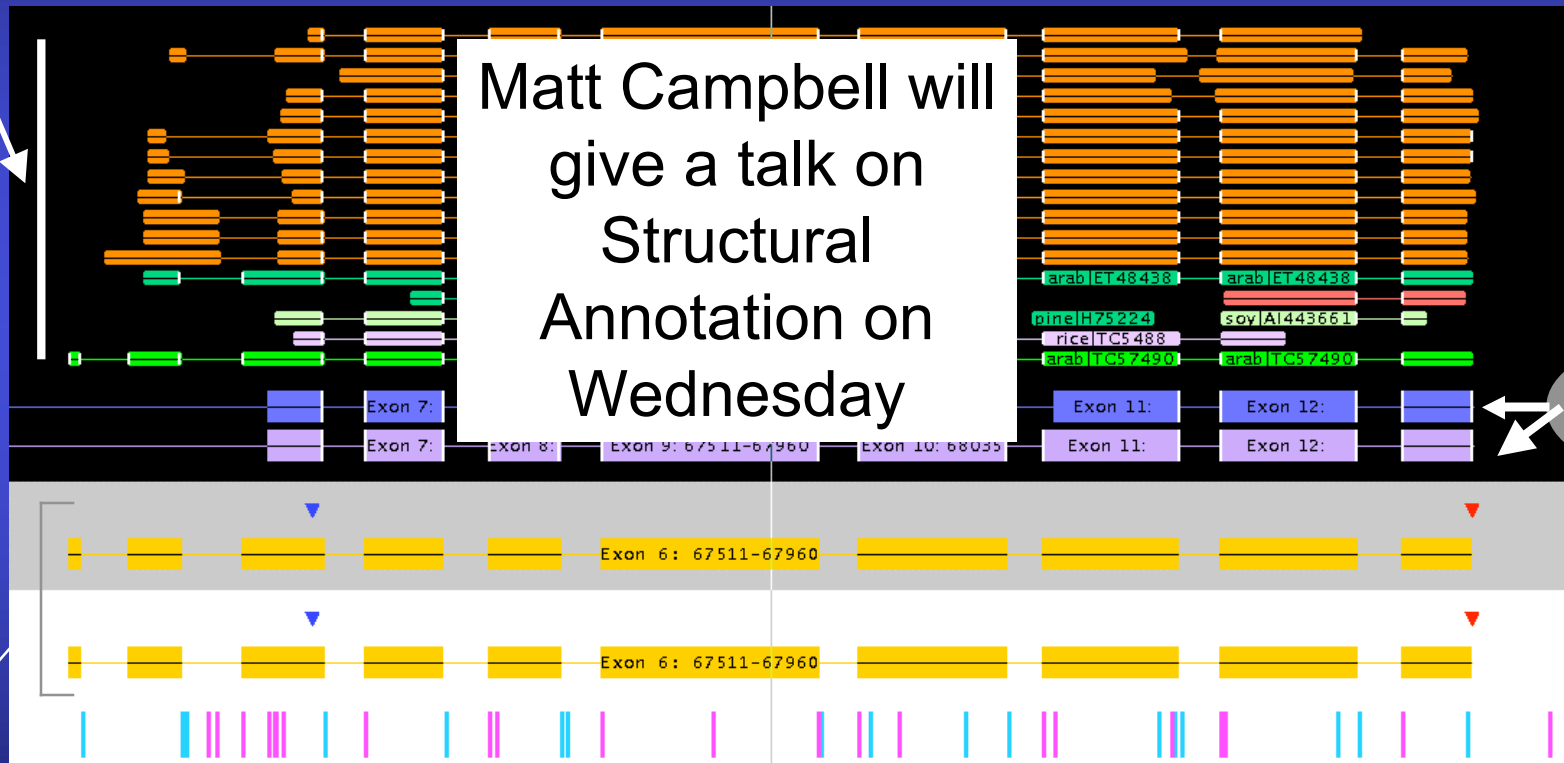 Matt Campbell will
give a talk on
Structural
Annotation on
Wednesday
arab|ET48438 arab|ET48438
pine|H75224 soy|AI443661
rice|TC5488
arab|TC57490 arab|TC57490
Exon 7: Exon 11: Exon 12:
Exon 7: Exon 8: Exon 9: 67511-67960 Exon 10: 68035 Exon 11: Exon 12:
Exon 6: 67511-67960
Exon 6: 67511-67960